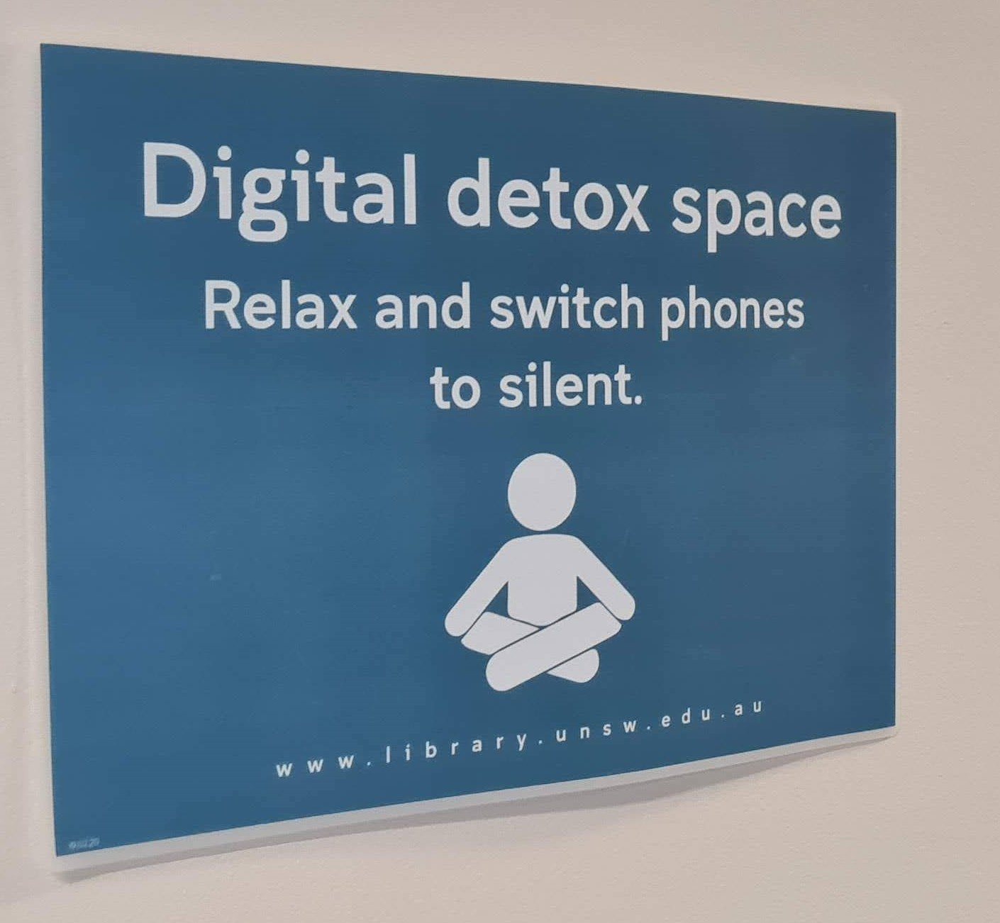 Digital detox space
Relax and switch phones
to silent.
www.library.unsw.edu.au